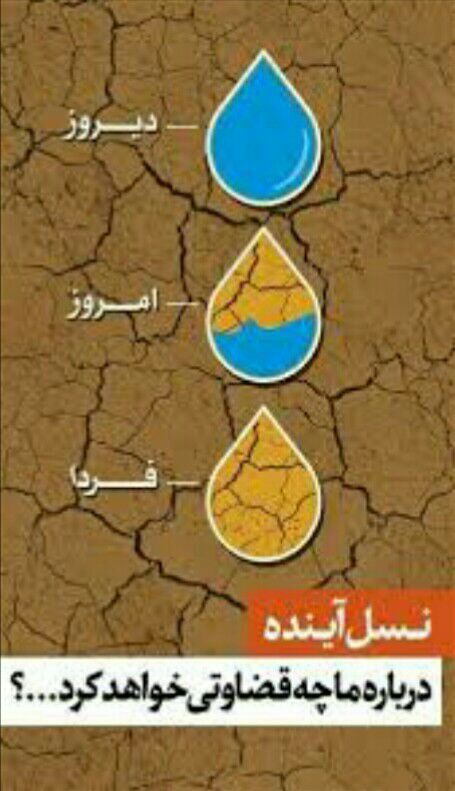 دیروز
امروز
فردا
نسل آینده
درباره ما چه قضاوتی خواهد کرد...؟